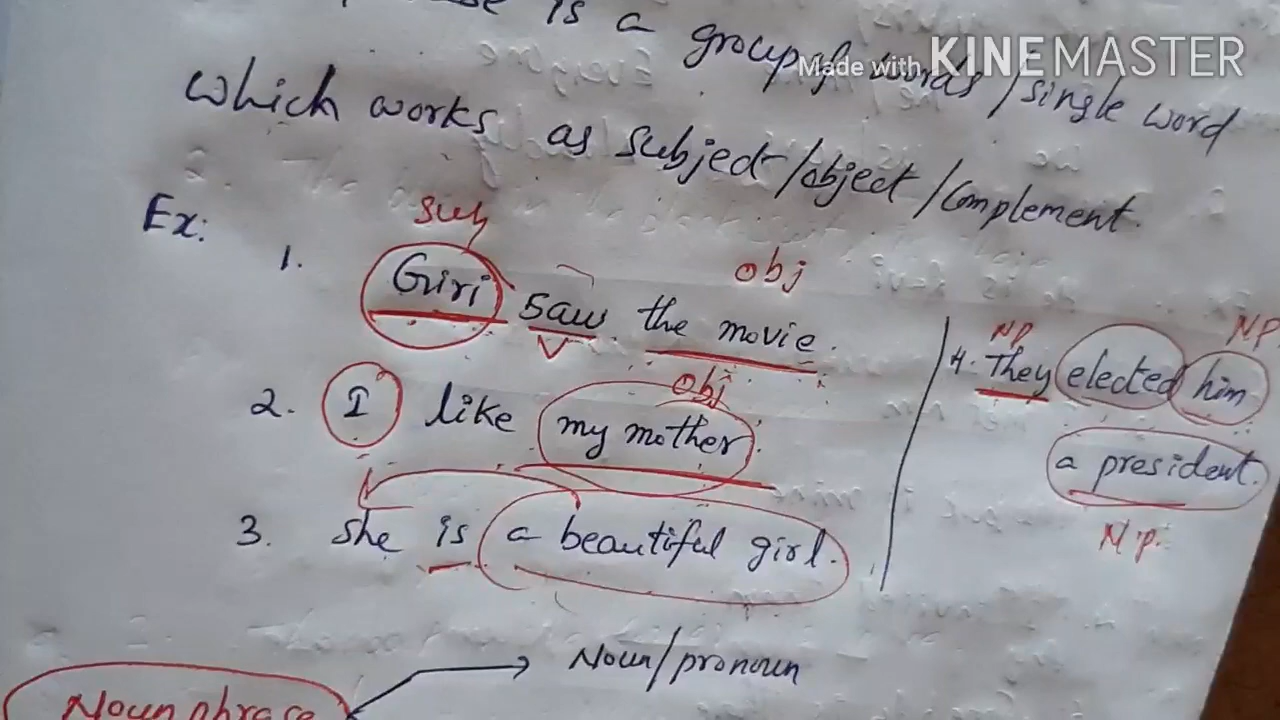 is a group of words / single word
Made with KINEMASTER
which works as subject / object / complement.
Ex:
sub
obj
1. Giri saw the movie.
V
obj
2. I like my mother.
3. She is a beautiful girl.
NP NP
4. They elected him
a president.
N.P.
Noun/pronoun
Noun phrase